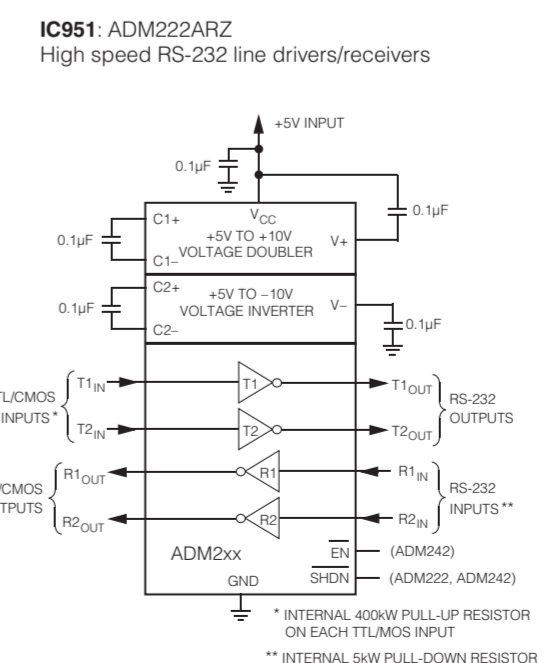 IC951: ADM222ARZ
High speed RS-232 line drivers/receivers
+5V INPUT
0.1µF
0.1µF
C1+
VCC
+5V TO +10V
VOLTAGE DOUBLER
V+
0.1µF
C1–
C2+
+5V TO –10V
VOLTAGE INVERTER
V–
0.1µF
C2–
0.1µF
TL/CMOS
INPUTS *
T1IN
T1
T1OUT
T2IN
T2
T2OUT
RS-232
OUTPUTS
/CMOS
TPUTS
R1OUT
R1
R1IN
R2OUT
R2
R2IN
RS-232
INPUTS **
ADM2xx
EN
(ADM242)
GND
SHDN
(ADM222, ADM242)
* INTERNAL 400kW PULL-UP RESISTOR
ON EACH TTL/MOS INPUT
** INTERNAL 5kW PULL-DOWN RESISTOR